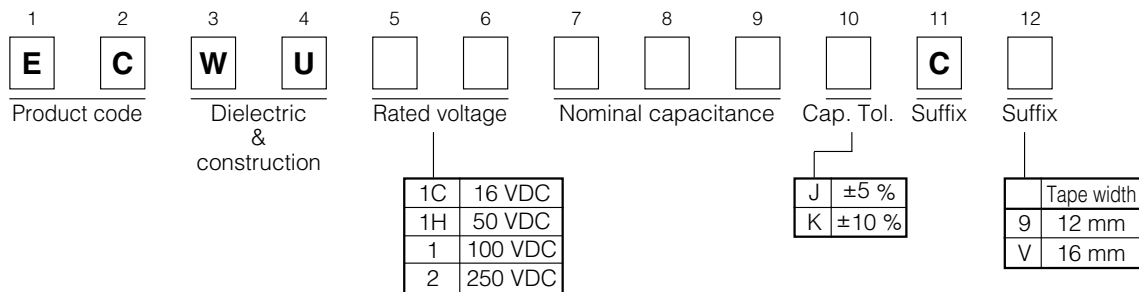 1 2 3 4 5 6 7 8 9 10 11 12
E C W U C
Product code Dielectric & construction Rated voltage Nominal capacitance Cap. Tol. Suffix Suffix
1C 16 VDC
1H 50 VDC
1 100 VDC
2 250 VDC
J ±5 %
K ±10 %
Tape width
9 12 mm
V 16 mm